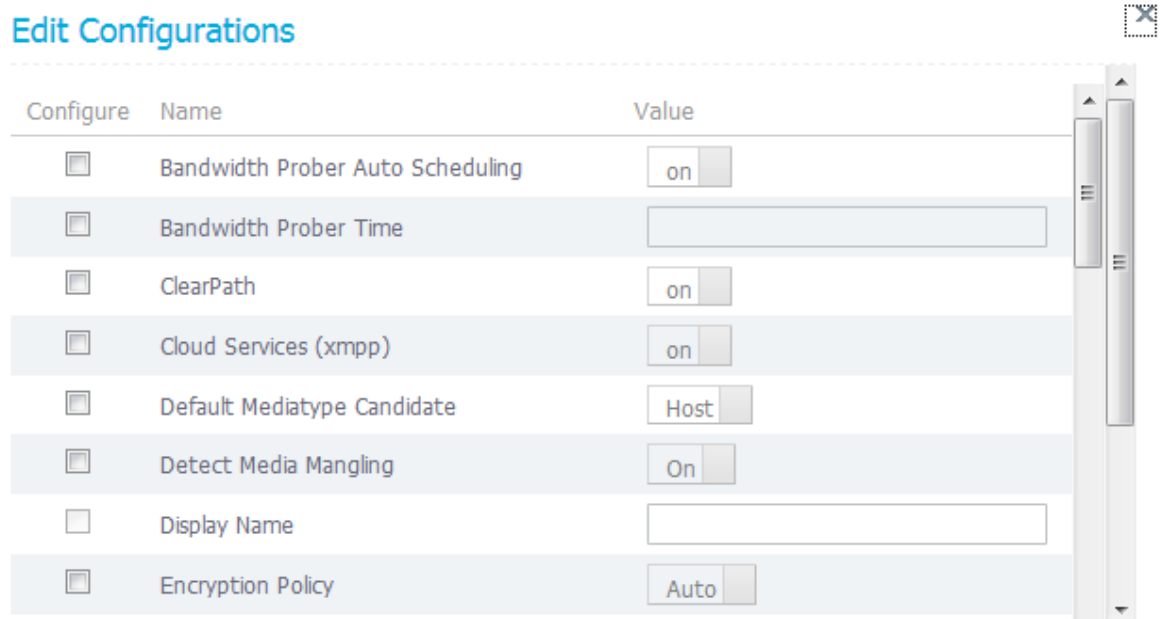 Edit Configurations
Configure Name Value
Bandwidth Prober Auto Scheduling on
Bandwidth Prober Time
ClearPath on
Cloud Services (xmpp) on
Default Mediatype Candidate Host
Detect Media Mangling On
Display Name
Encryption Policy Auto